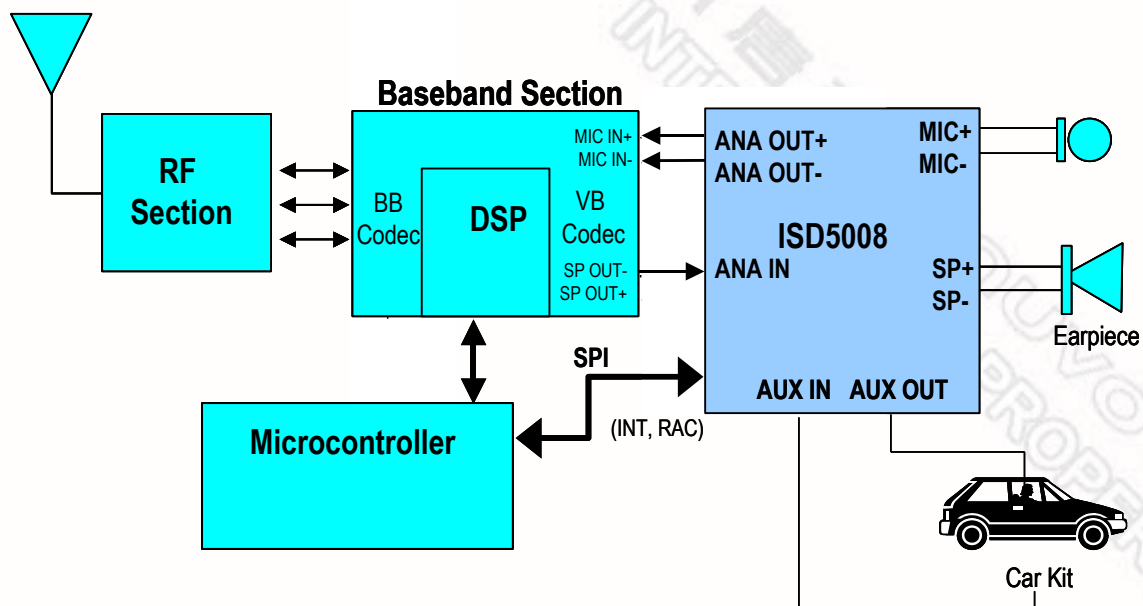 Baseband Section
RF
Section
BB
Codec
DSP
MIC IN+
MIC IN-
VB
Codec
SP OUT-
SP OUT+
ANA OUT+
ANA OUT-
MIC+
MIC-
ISD5008
ANA IN
SP+
SP-
Earpiece
AUX IN
AUX OUT
SPI
(INT, RAC)
Microcontroller
Car Kit